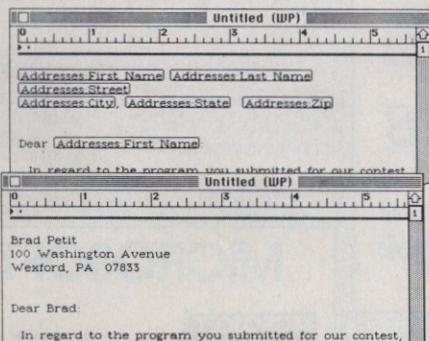 Untitled (WP)
0 1 2 3 4 5
1
Addresses:First Name Addresses:Last Name
Addresses:Street
Addresses:City, Addresses:State Addresses:Zip
Dear Addresses:First Name
In regard to the program you submitted for our contest
Untitled (WP)
0 1 2 3 4 5
1
Brad Petit
100 Washington Avenue
Wexford, PA 07833
Dear Brad:
In regard to the program you submitted for our contest,